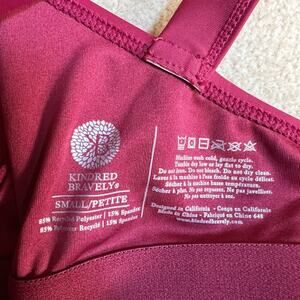 KINDRED
BRAVELY®
SMALL/PETITE
85% Recycled Polyester | 15% Spandex
85% Polyester Recyclé | 15% Spandex
Machine wash cold, gentle cycle.
Tumble dry low or lay flat to dry.
Do not iron. Do not bleach. Do not dry clean.
Laver à la machine à l'eau froide au cycle délicat.
Sécher à la machine basse température.
Sécher à plat. Ne pas repasser. Ne pas
nettoyer à sec.
Designed in California - Conçu en Californie
Made in China - Fabriqué en Chine 648
www.kindredbravely.com